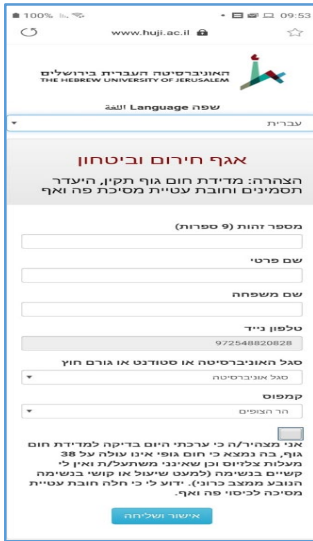 100% 09:53
www.huji.ac.il
האוניברסיטה העברית בירושלים
THE HEBREW UNIVERSITY OF JERUSALEM
שפה Language اللغة
עברית
אגף חירום וביטחון
הצהרה: מדידת חום גוף תקין, היעדר
תסמינים וחובת עטיית מסיכת פה ואף
מספר זהות (9 ספרות)
שם פרטי
שם משפחה
טלפון נייד
972548820828
סגל האוניברסיטה או סטודנט או גורם חוץ
סגל אוניברסיטה
קמפוס
הר הצופים
אני מצהיר/ה כי ערכתי היום בדיקה למדידת חום
גוף, בה נמצא כי חום גופי אינו עולה על 38
מעלות צלזיוס וכן שאינני משתעל/ת ואין לי
קשיים בנשימה (למעט שיעול או קושי בנשימה
הנובע ממצב כרוני). ידוע לי כי חלה חובת עטיית
מסיכה לכיסוי פה ואף.
אישור ושליחה